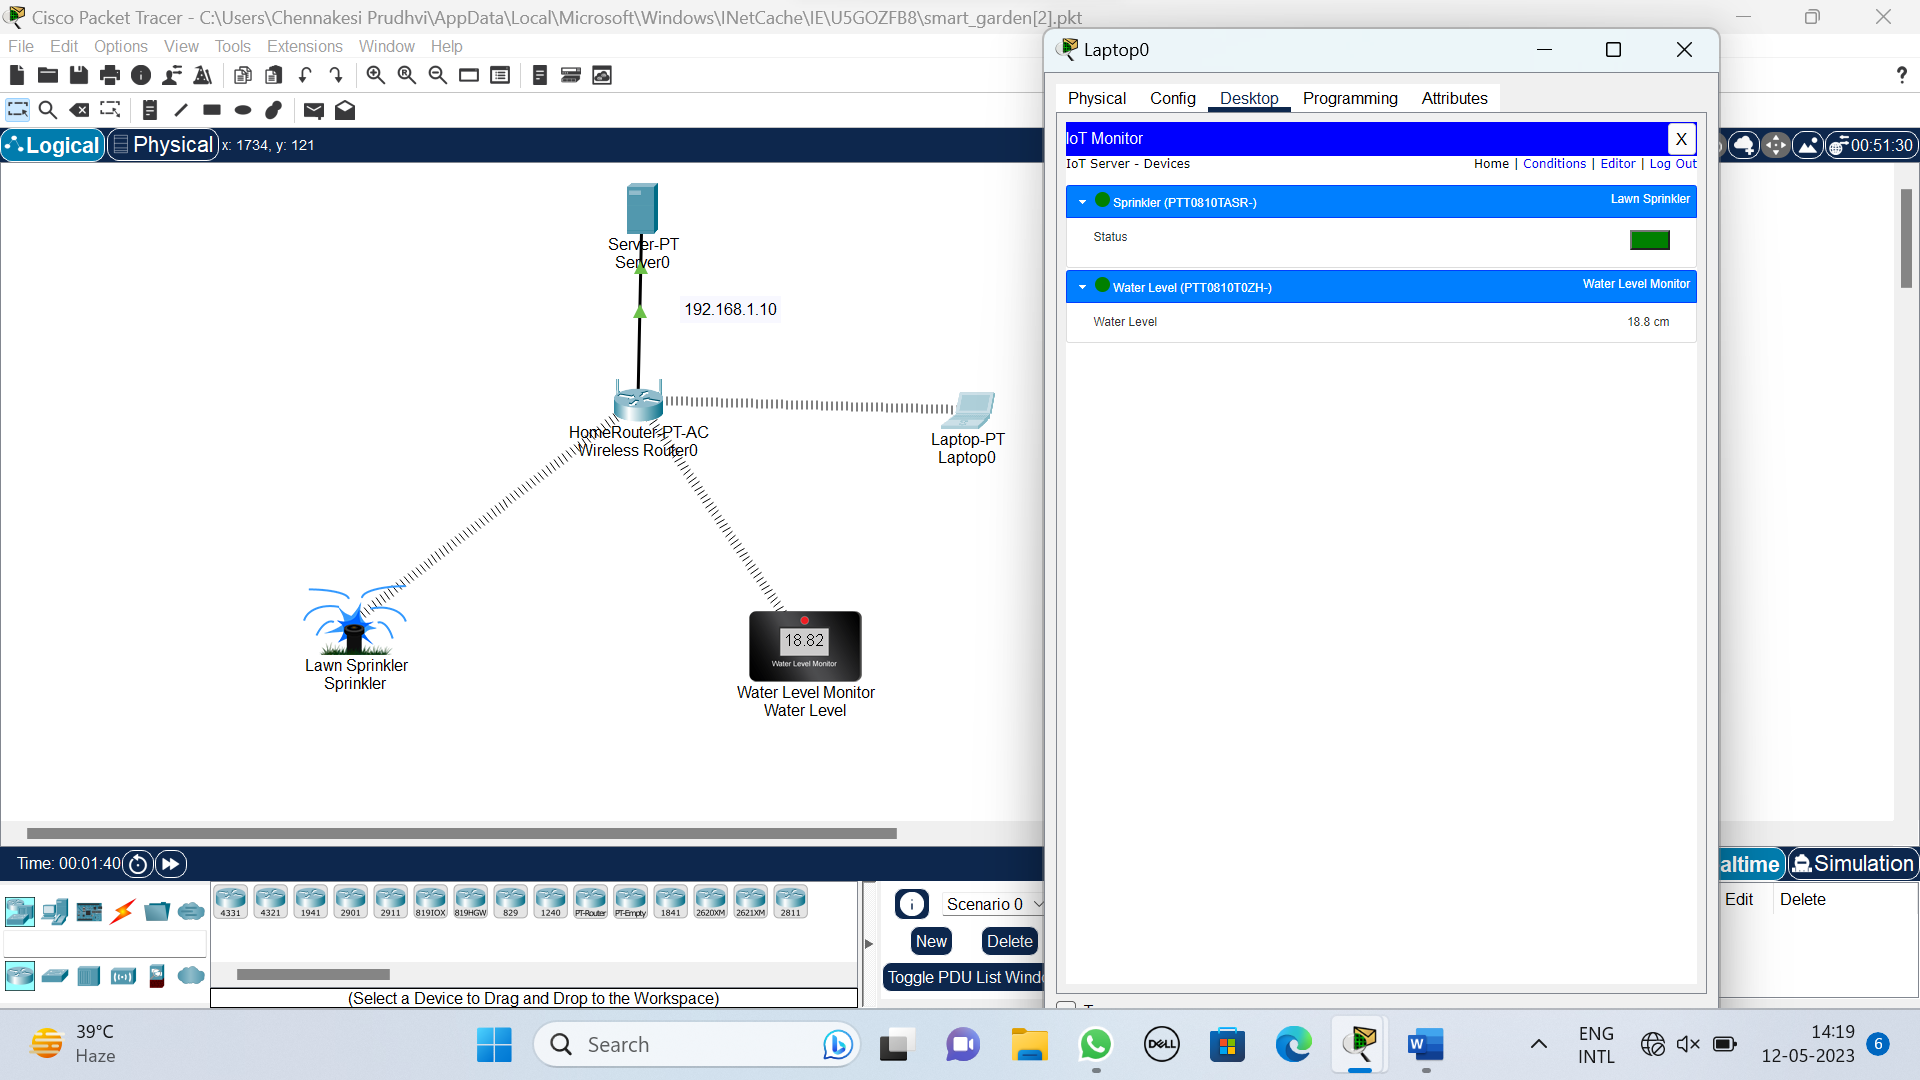 Cisco Packet Tracer - C:\Users\Chennakesi Prudhvi\AppData\Local\Microsoft\Windows\INetCache\IE\U5GOZFB8\smart_garden[2].pkt
File Edit Options View Tools Extensions Window Help
?
Logical Physical x: 1734, y: 121
00:51:30
Server-PT
Server0
192.168.1.10
HomeRouter-PT-AC
Wireless Router0
Laptop-PT
Laptop0
Lawn Sprinkler
Sprinkler
18.82
Water Level Monitor
Water Level Monitor
Water Level
Laptop0
Physical Config Desktop Programming Attributes
IoT Monitor X
IoT Server - Devices Home | Conditions | Editor | Log Out
Sprinkler (PTT0810TASR-) Lawn Sprinkler
Status
Water Level (PTT0810T0ZH-) Water Level Monitor
Water Level 18.8 cm
Time: 00:01:40
altime Simulation
4331 4321 1941 2901 2911 819IOX 819HGW 829 1240 PT-Router PT-Empty 1841 2620XM 2621XM 2811
Scenario 0
New Delete
Toggle PDU List Windo
Edit Delete
(Select a Device to Drag and Drop to the Workspace)
39°C
Haze
Search
DELL
W
ENG
INTL
14:19
12-05-2023
6